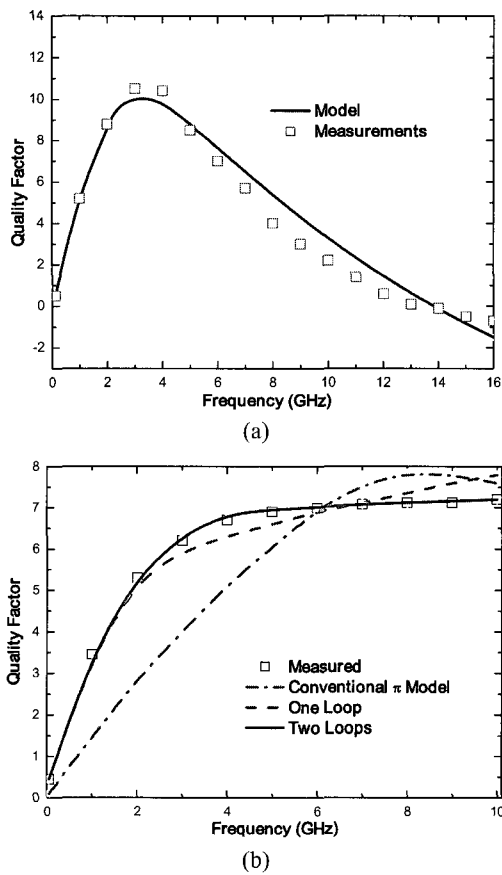 14
12
10
8
6
4
2
0
-2
Quality Factor
Model
Measurements
0 2 4 6 8 10 12 14 16
Frequency (GHz)
(a)
8
7
6
5
4
3
2
1
0
Quality Factor
Measured
Conventional π Model
One Loop
Two Loops
0 2 4 6 8 10
Frequency (GHz)
(b)